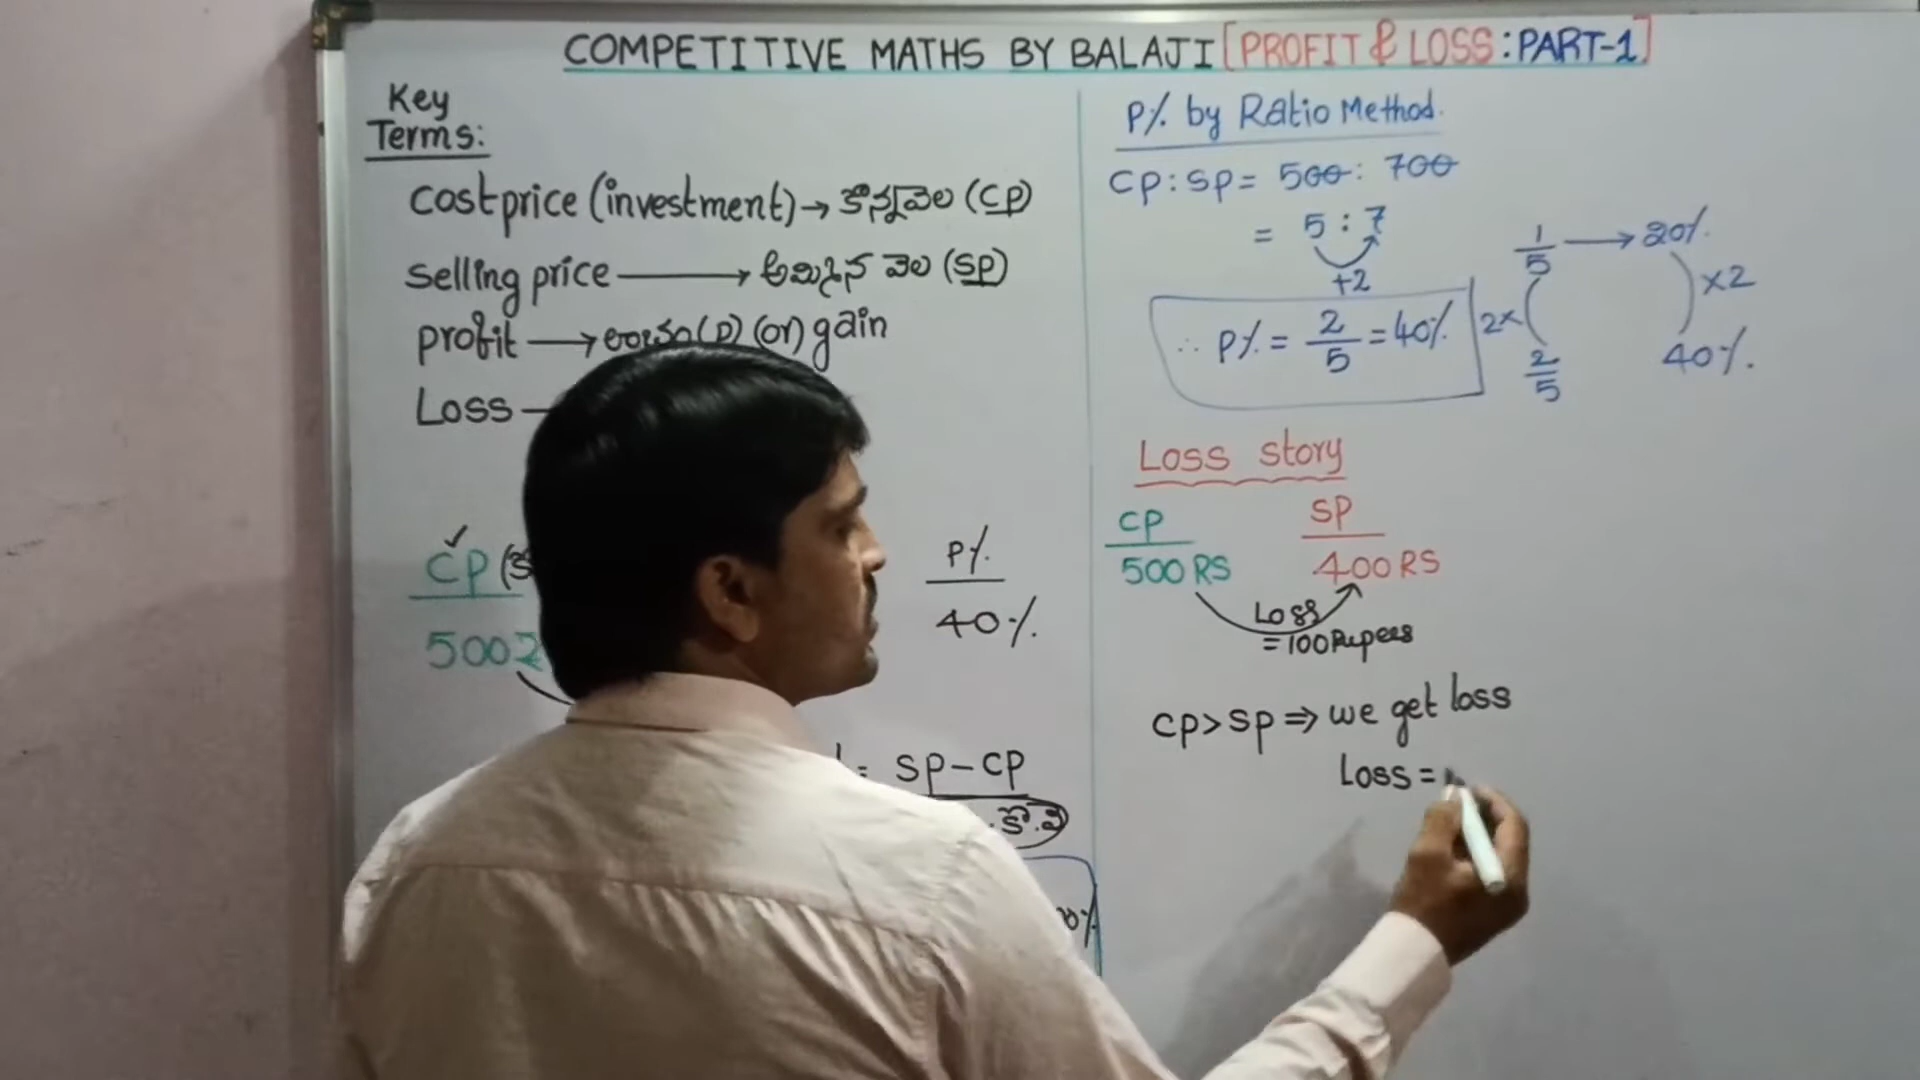 COMPETITIVE MATHS BY BALAJI [PROFIT & LOSS : PART-1]
Key
Terms:
Cost price (investment) → కొన్నవెల (CP)
Selling price → అమ్మిన వెల (SP)
profit → లాభం (P) (or) gain
Loss
CP
500
P%
40%
= SP - CP
P% by Ratio Method.
CP : SP = 500 : 700
= 5 : 7
+2
∴ P% = 2/5 = 40%
1/5 → 20%
2x
x2
2/5
40%.
Loss story
CP
SP
500 RS
400 RS
Loss
= 100 Rupees
CP > SP ⇒ we get loss
Loss =